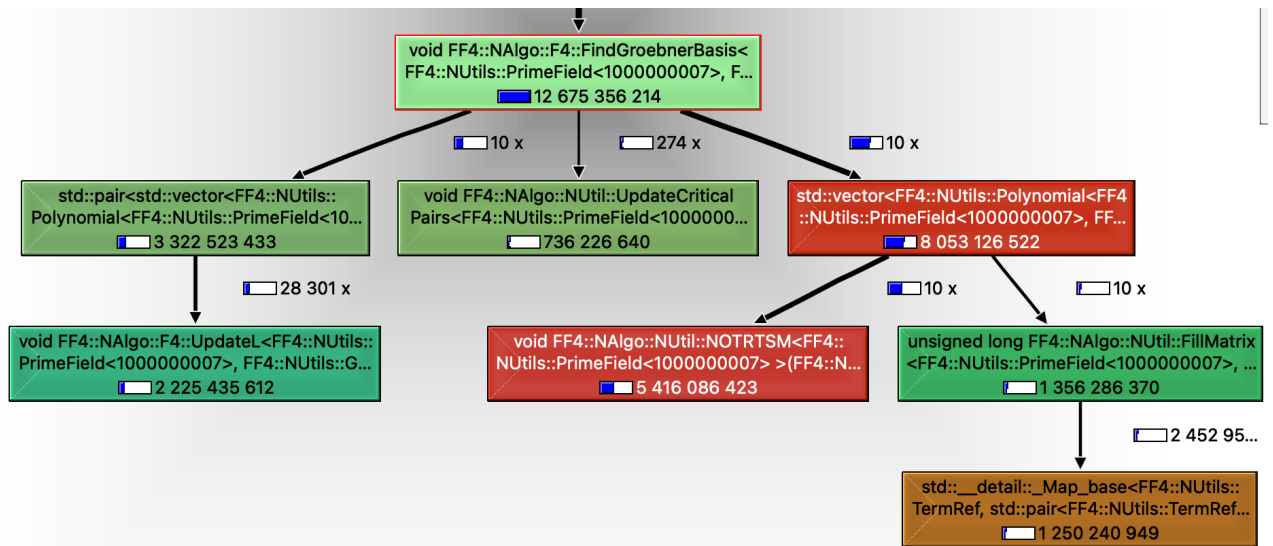 void FF4::NAlgo::F4::FindGroebnerBasis<
FF4::NUtils::PrimeField<1000000007>, F...
12 675 356 214
10 x
274 x
10 x
std::pair<std::vector<FF4::NUtils::
Polynomial<FF4::NUtils::PrimeField<10...
3 322 523 433
void FF4::NAlgo::NUtil::UpdateCritical
Pairs<FF4::NUtils::PrimeField<1000000...
736 226 640
std::vector<FF4::NUtils::Polynomial<FF4
::NUtils::PrimeField<1000000007>, FF...
8 053 126 522
28 301 x
10 x
10 x
void FF4::NAlgo::F4::UpdateL<FF4::NUtils::
PrimeField<1000000007>, FF4::NUtils::G...
2 225 435 612
void FF4::NAlgo::NUtil::NOTRTSM<FF4::
NUtils::PrimeField<1000000007> >(FF4::N...
5 416 086 423
unsigned long FF4::NAlgo::NUtil::FillMatrix
<FF4::NUtils::PrimeField<1000000007>, ...
1 356 286 370
2 452 95...
std::__detail::_Map_base<FF4::NUtils::
TermRef, std::pair<FF4::NUtils::TermRef...
1 250 240 949